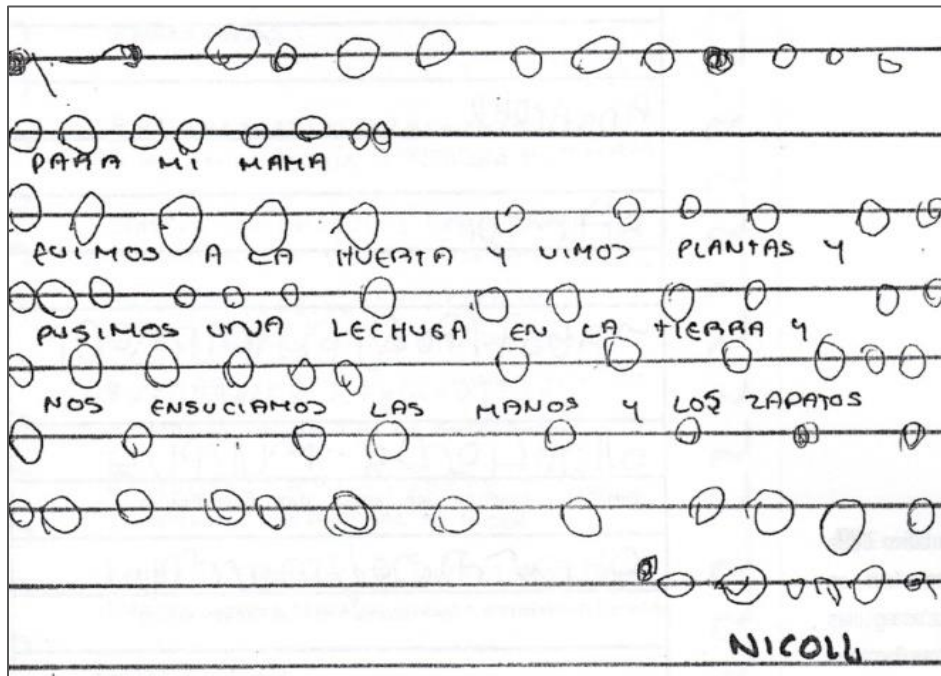 PARA MI MAMA
FUIMOS A LA HUERTA Y VIMOS PLANTAS Y
PUSIMOS UNA LECHUGA EN LA TIERRA Y
NOS ENSUCIAMOS LAS MANOS Y LOS ZAPATOS
NICOLL